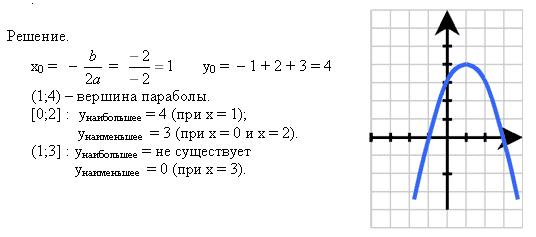 Решение.
x₀ = − b/2a = −2/−2 = 1 y₀ = − 1 + 2 + 3 = 4
(1;4) – вершина параболы.
[0;2] : yнаибольшее = 4 (при x = 1);
yнаименьшее = 3 (при x = 0 и x = 2).
(1;3] : yнаибольшее = не существует
yнаименьшее = 0 (при x = 3).